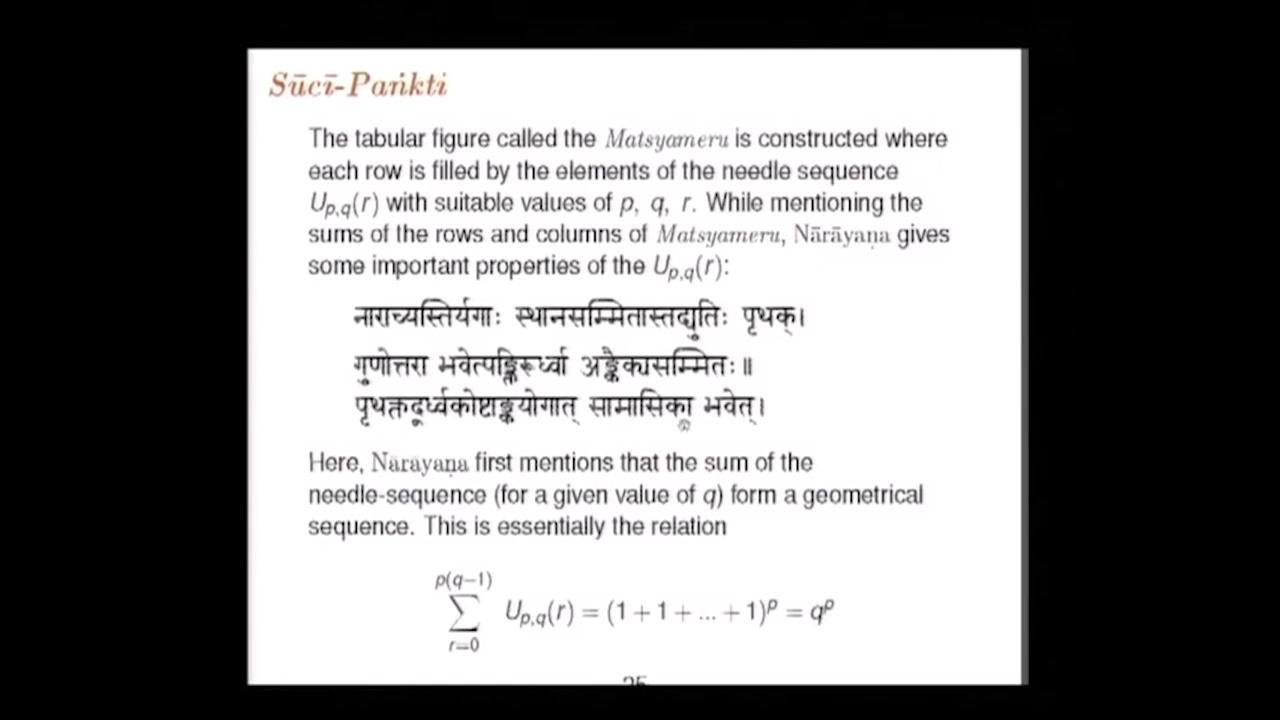 Sūcī-Paṅkti
The tabular figure called the Matsyameru is constructed where
each row is filled by the elements of the needle sequence
U_{p,q}(r) with suitable values of p, q, r. While mentioning the
sums of the rows and columns of Matsyameru, Nārāyaṇa gives
some important properties of the U_{p,q}(r):
नाराच्यस्तिर्यगाः स्थानसम्मितास्तद्युतिः पृथक्।
गुणोत्तरा भवेत्पङ्क्तिरूर्ध्वा अङ्कैक्यसम्मितः॥
पृथक्तदूर्ध्वकोष्टाङ्कयोगात् सामासिका भवेत्।
Here, Nārāyaṇa first mentions that the sum of the
needle-sequence (for a given value of q) form a geometrical
sequence. This is essentially the relation
p(q−1)
∑ U_{p,q}(r) = (1 + 1 + ... + 1)^p = q^p
r=0